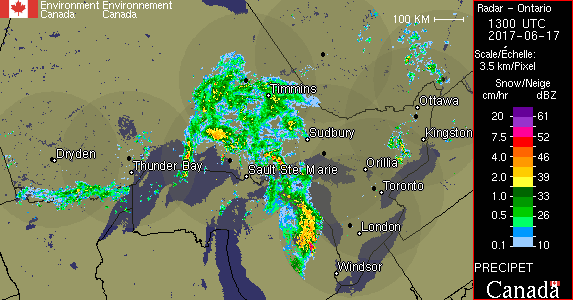 Environment Environnement
Canada Canada
100 KM
Timmins
Ottawa
Sudbury
Kingston
Dryden
Thunder Bay
Sault Ste. Marie
Orillia
Toronto
London
Windsor
Radar - Ontario
1300 UTC
2017-06-17
Scale/Échelle:
3.5 km/Pixel
Snow/Neige
cm/hr dBZ
20 61
7.5 57
5.0 52
4.0 46
2.0 39
1.0 33
0.5 26
0.1 10
PRECIPET
Canada